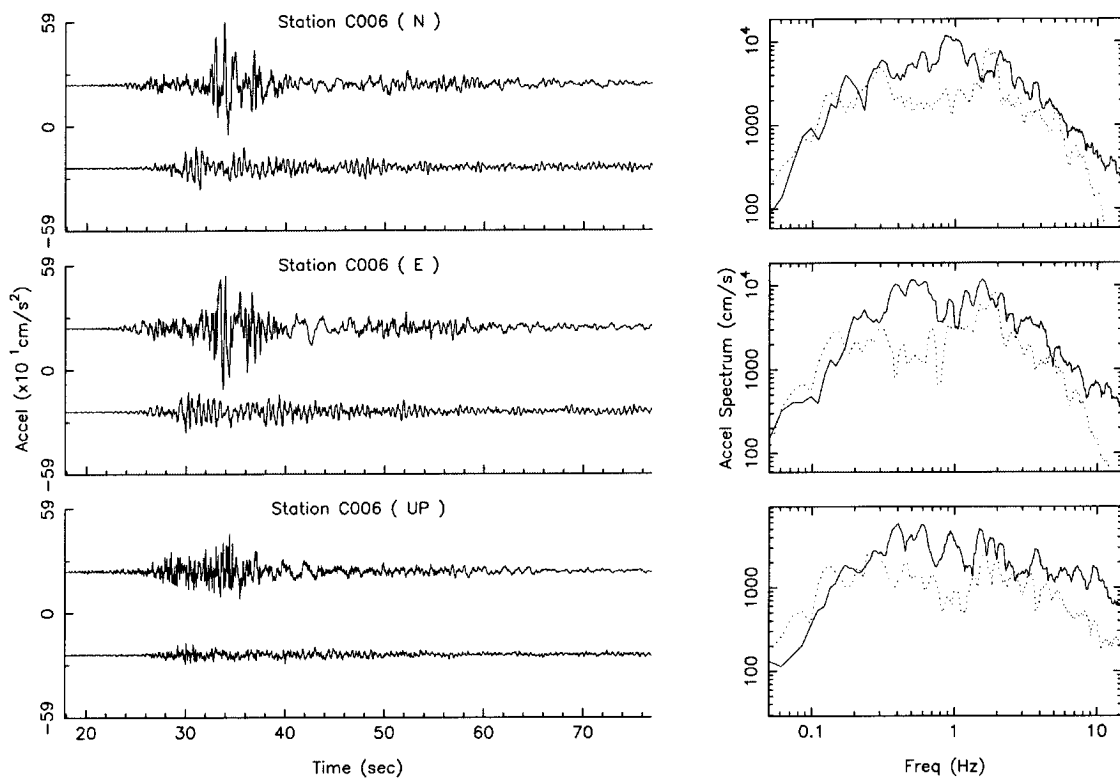 Station C006 ( N )
59
0
-59
10⁴
1000
100
Station C006 ( E )
59
0
-59
10⁴
1000
100
Accel (x10⁻¹cm/s²)
Accel Spectrum (cm/s)
Station C006 ( UP )
59
0
-59
1000
100
20 30 40 50 60 70
0.1 1 10
Time (sec)
Freq (Hz)